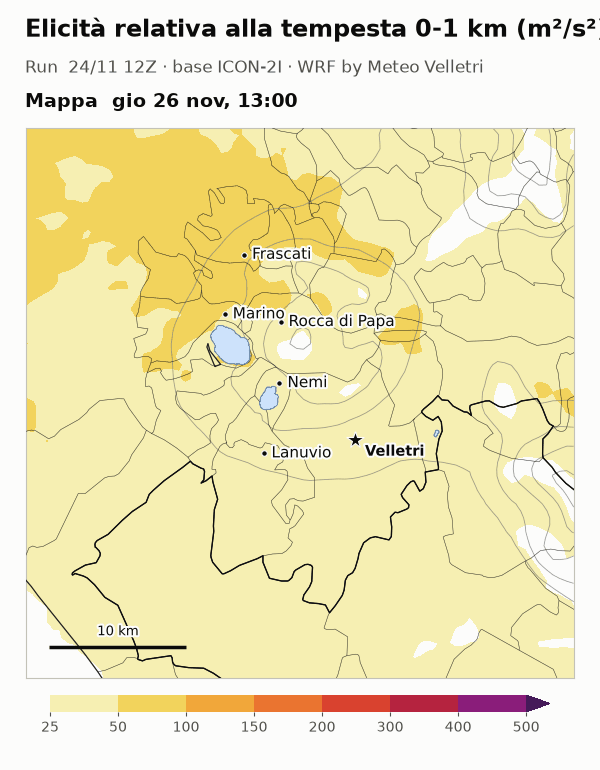 Elicità relativa alla tempesta 0-1 km (m²/s²)
Run  24/11 12Z · base ICON-2I · WRF by Meteo Velletri
Mappa  gio 26 nov, 13:00
Frascati
Marino
Rocca di Papa
Nemi
Velletri
Lanuvio
10 km
25 50 100 150 200 300 400 500